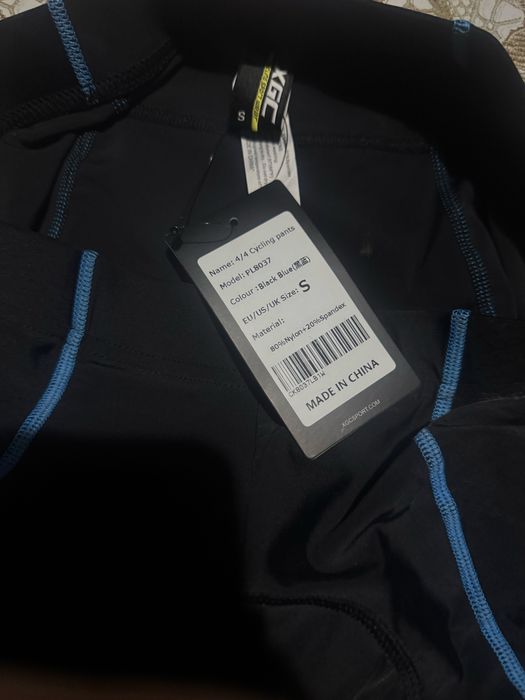 XGC
S
Name: 4/4 Cycling pants
Model: PL8037
Colour: Black Blue(黑蓝)
EU/US/UK Size: S
Material:
80%Nylon+20%Spandex
CK8037LB1W
MADE IN CHINA
XGCSPORT.COM